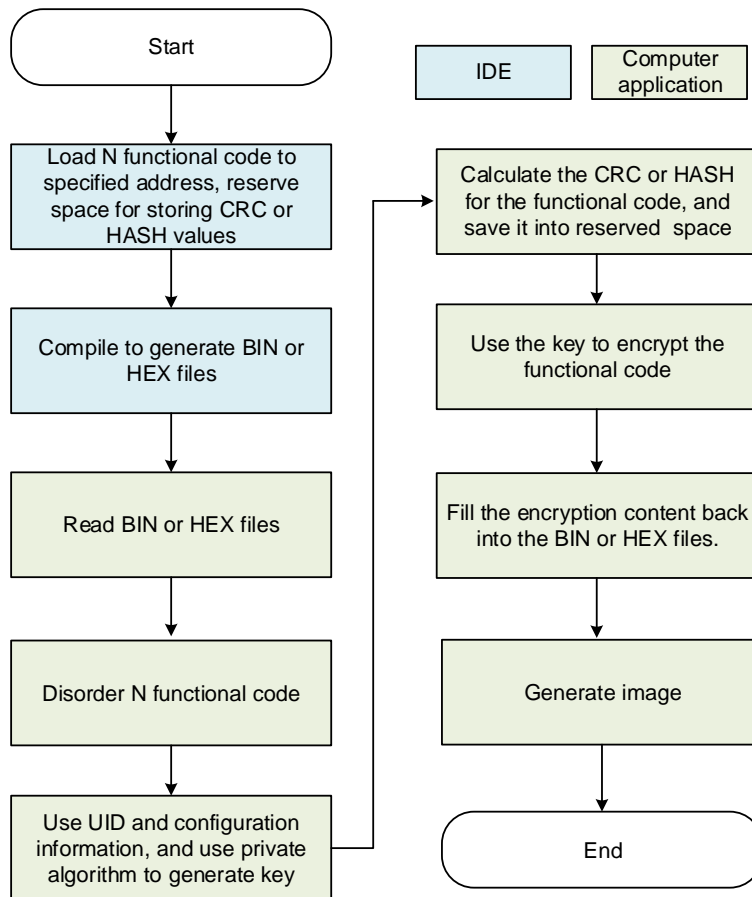 Start
Load N functional code to
specified address, reserve
space for storing CRC or
HASH values
Compile to generate BIN or
HEX files
Read BIN or HEX files
Disorder N functional code
Use UID and configuration
information, and use private
algorithm to generate key
IDE
Computer
application
Calculate the CRC or HASH
for the functional code, and
save it into reserved space
Use the key to encrypt the
functional code
Fill the encryption content back
into the BIN or HEX files.
Generate image
End